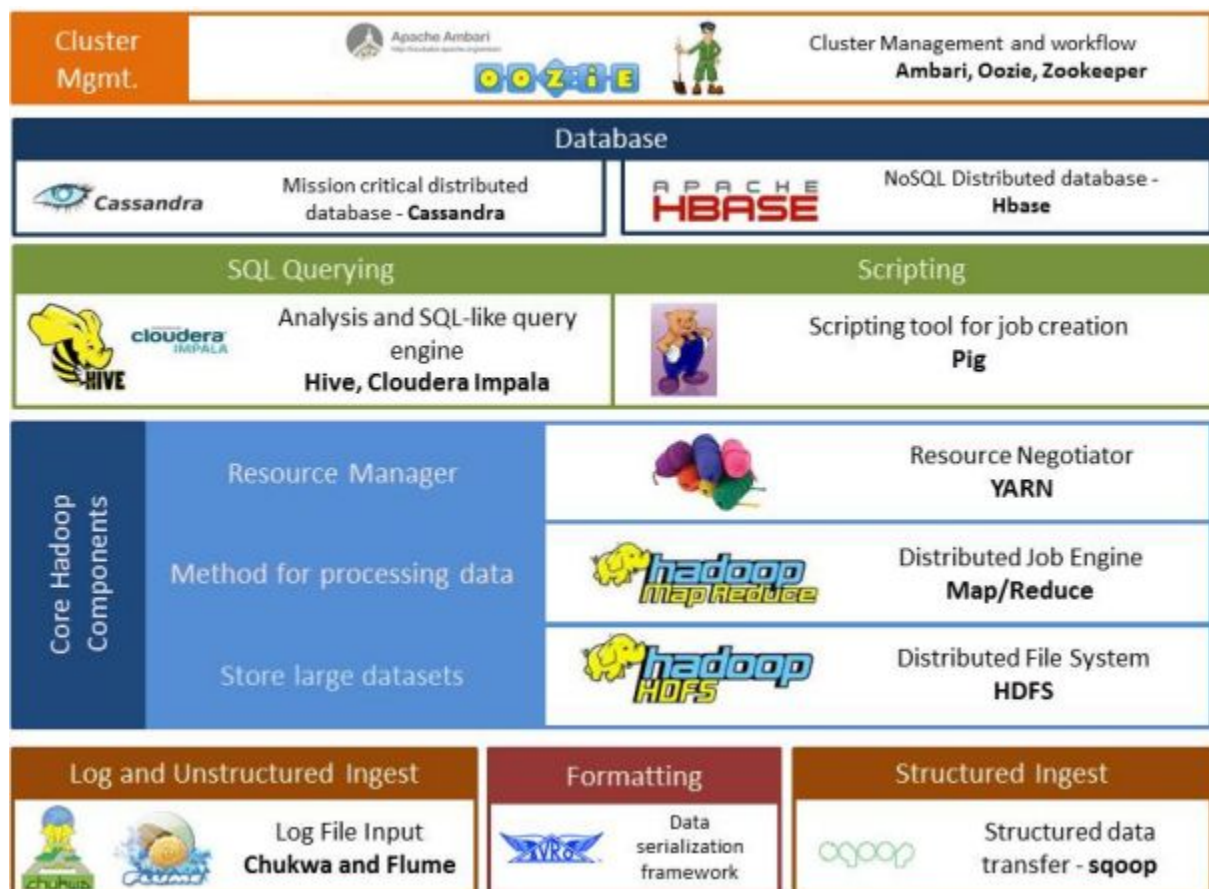 Cluster
Mgmt.
Apache Ambari
OOZIE
Cluster Management and workflow
Ambari, Oozie, Zookeeper
Database
Cassandra
Mission critical distributed
database - Cassandra
APACHE
HBASE
NoSQL Distributed database -
Hbase
SQL Querying
HIVE
cloudera
IMPALA
Analysis and SQL-like query
engine
Hive, Cloudera Impala
Scripting
Scripting tool for job creation
Pig
Core Hadoop
Components
Resource Manager
Resource Negotiator
YARN
Method for processing data
hadoop
Map Reduce
Distributed Job Engine
Map/Reduce
Store large datasets
hadoop
HDFS
Distributed File System
HDFS
Log and Unstructured Ingest
chukwa
Flume
Log File Input
Chukwa and Flume
Formatting
AVRO
Data
serialization
framework
Structured Ingest
sqoop
Structured data
transfer - sqoop